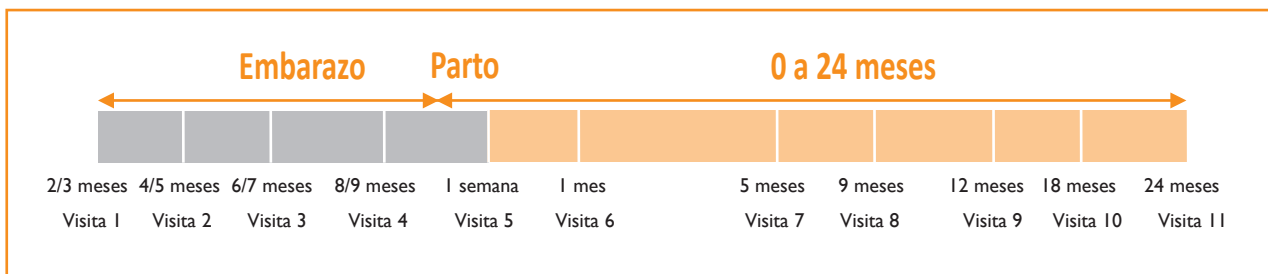 Embarazo Parto 0 a 24 meses
2/3 meses 4/5 meses 6/7 meses 8/9 meses 1 semana 1 mes 5 meses 9 meses 12 meses 18 meses 24 meses
Visita 1 Visita 2 Visita 3 Visita 4 Visita 5 Visita 6 Visita 7 Visita 8 Visita 9 Visita 10 Visita 11